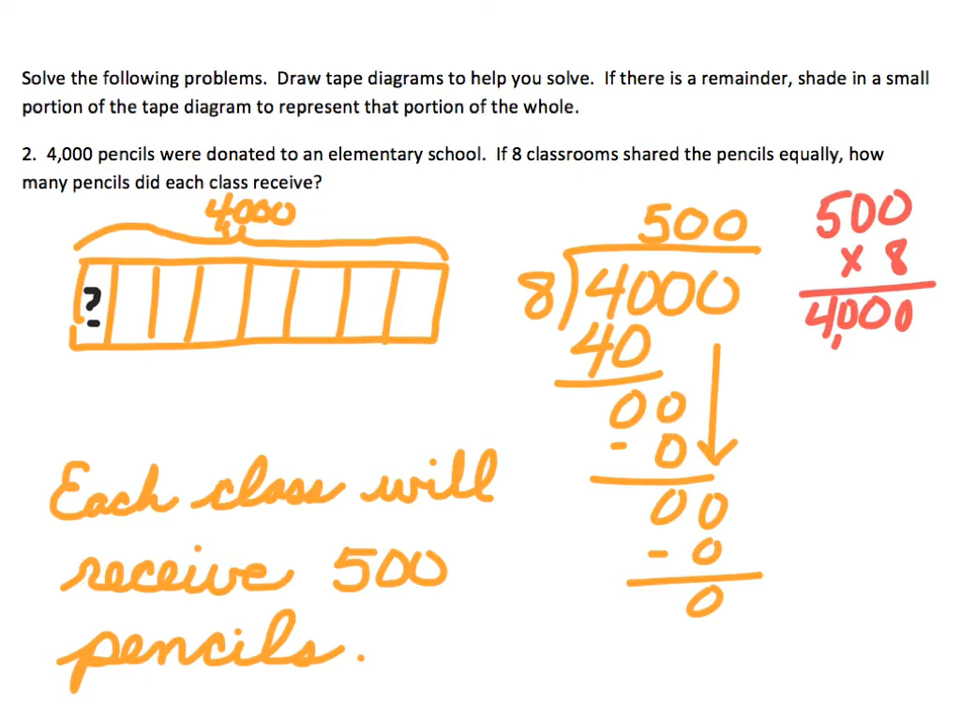 Solve the following problems. Draw tape diagrams to help you solve. If there is a remainder, shade in a small
portion of the tape diagram to represent that portion of the whole.
2. 4,000 pencils were donated to an elementary school. If 8 classrooms shared the pencils equally, how
many pencils did each class receive?
4000
?
500
8)4000
40
00
- 0
00
- 0
0
500
x 8
4,000
Each class will
receive 500
pencils.